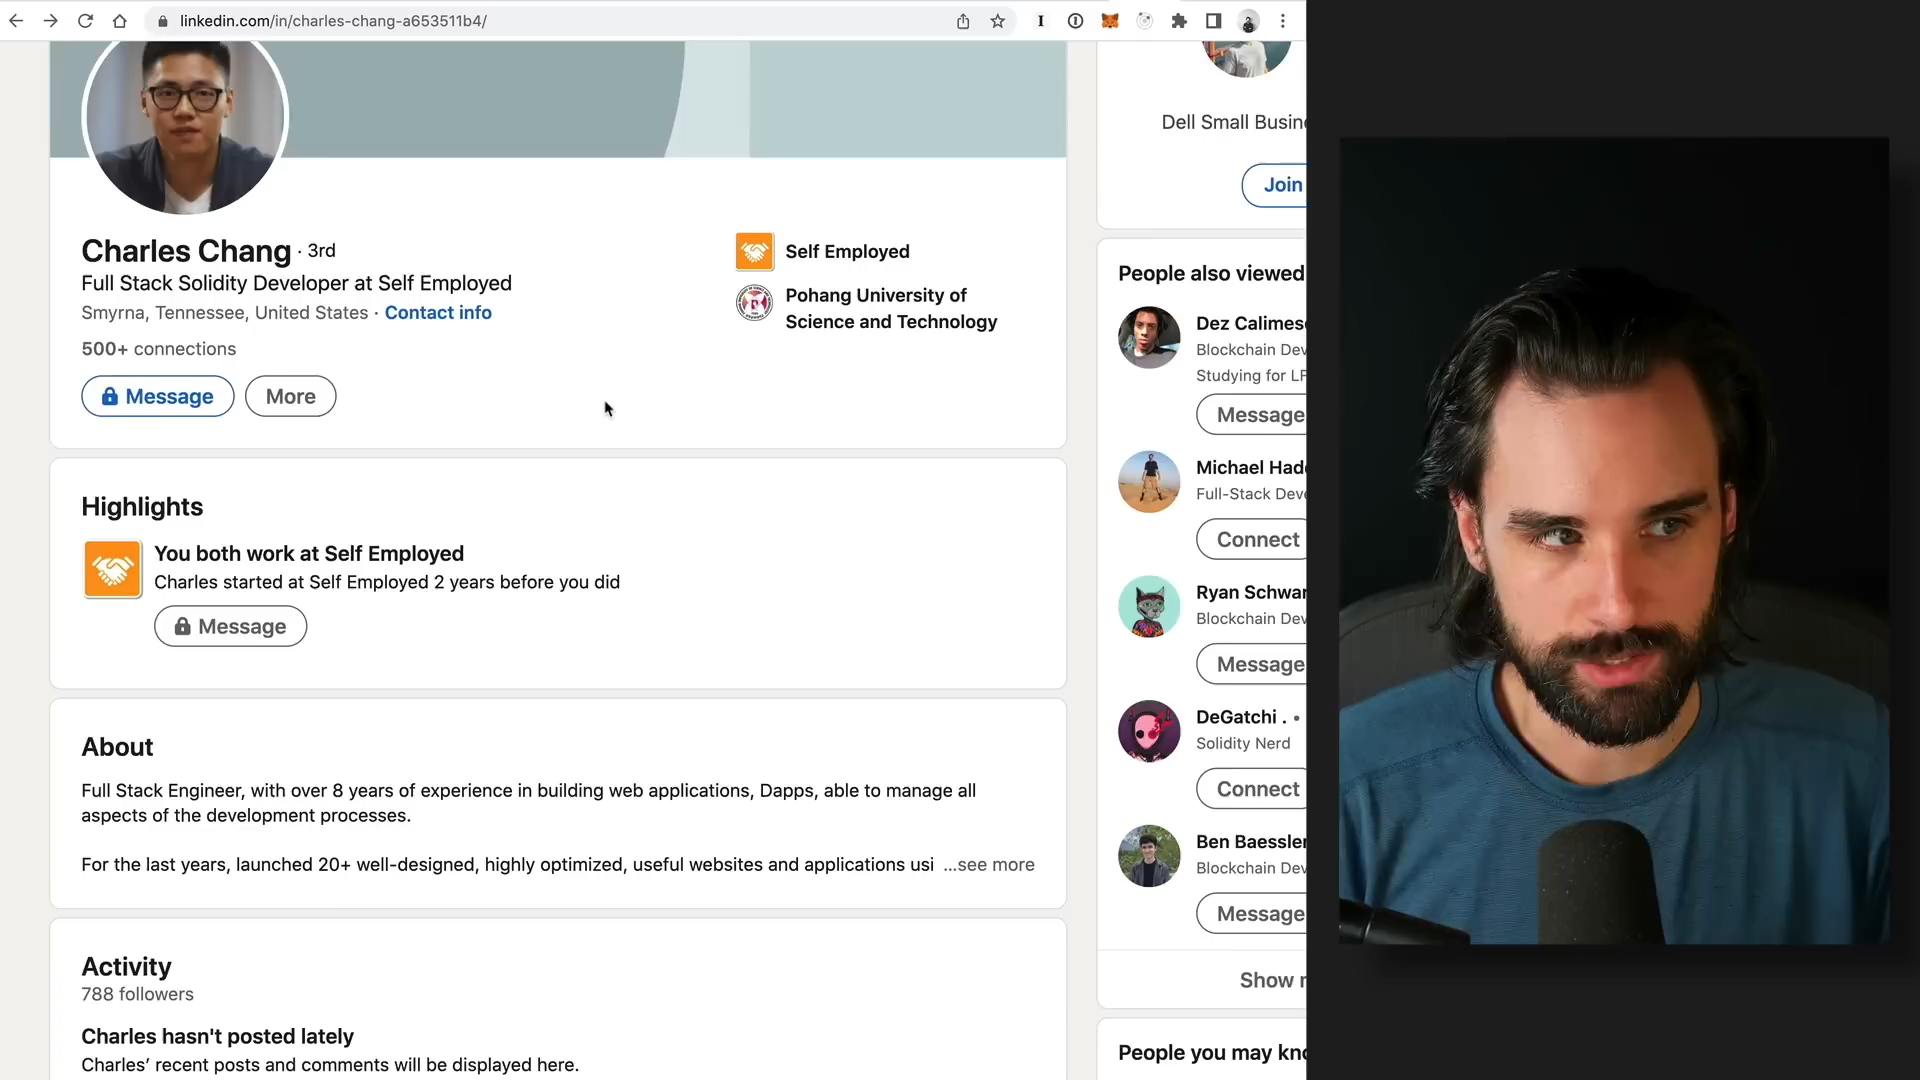 linkedin.com/in/charles-chang-a653511b4/
Charles Chang · 3rd
Full Stack Solidity Developer at Self Employed
Smyrna, Tennessee, United States · Contact info
500+ connections
Message
More
Self Employed
Pohang University of
Science and Technology
Highlights
You both work at Self Employed
Charles started at Self Employed 2 years before you did
Message
About
Full Stack Engineer, with over 8 years of experience in building web applications, Dapps, able to manage all
aspects of the development processes.
For the last years, launched 20+ well-designed, highly optimized, useful websites and applications usi ...see more
Activity
788 followers
Charles hasn't posted lately
Charles’ recent posts and comments will be displayed here.
Dell Small Busin
Join
People also viewed
Dez Calimes
Blockchain Dev
Studying for LF
Message
Michael Had
Full-Stack Deve
Connect
Ryan Schwar
Blockchain Dev
Message
DeGatchi . •
Solidity Nerd
Connect
Ben Baessler
Blockchain Dev
Message
Show
People you may kno